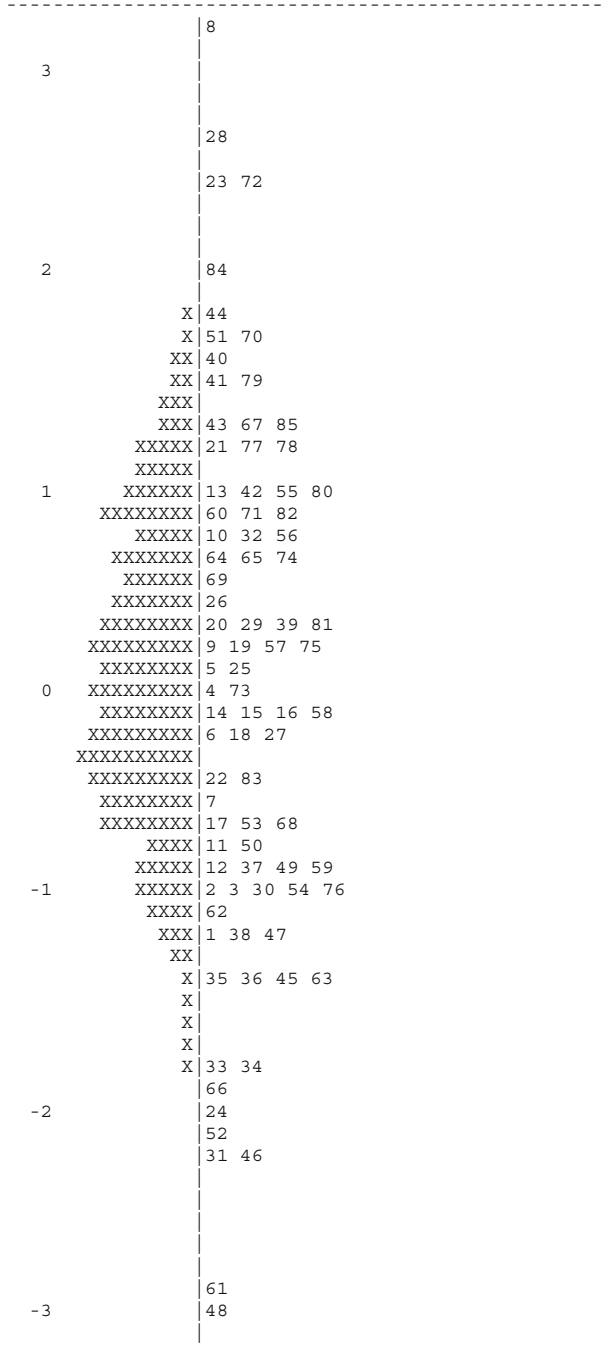 ------------------------------------------------------
|8
|
3 |
|
|
|28
|
|23 72
|
|
|
2 |84
|
X|44
X|51 70
XX|40
XX|41 79
XXX|
XXX|43 67 85
XXXXX|21 77 78
XXXXX|
1 XXXXXX|13 42 55 80
XXXXXXXX|60 71 82
XXXXX|10 32 56
XXXXXXX|64 65 74
XXXXXX|69
XXXXXXX|26
XXXXXXXX|20 29 39 81
XXXXXXXXX|9 19 57 75
XXXXXXXX|5 25
0 XXXXXXXXX|4 73
XXXXXXXX|14 15 16 58
XXXXXXXXX|6 18 27
XXXXXXXXXX|
XXXXXXXXX|22 83
XXXXXXXX|7
XXXXXXXX|17 53 68
XXXX|11 50
XXXXX|12 37 49 59
-1 XXXXX|2 3 30 54 76
XXXX|62
XXX|1 38 47
XX|
X|35 36 45 63
X|
X|
X|
X|33 34
|66
-2 |24
|52
|31 46
|
|
|
|
|
|61
-3 |48
|